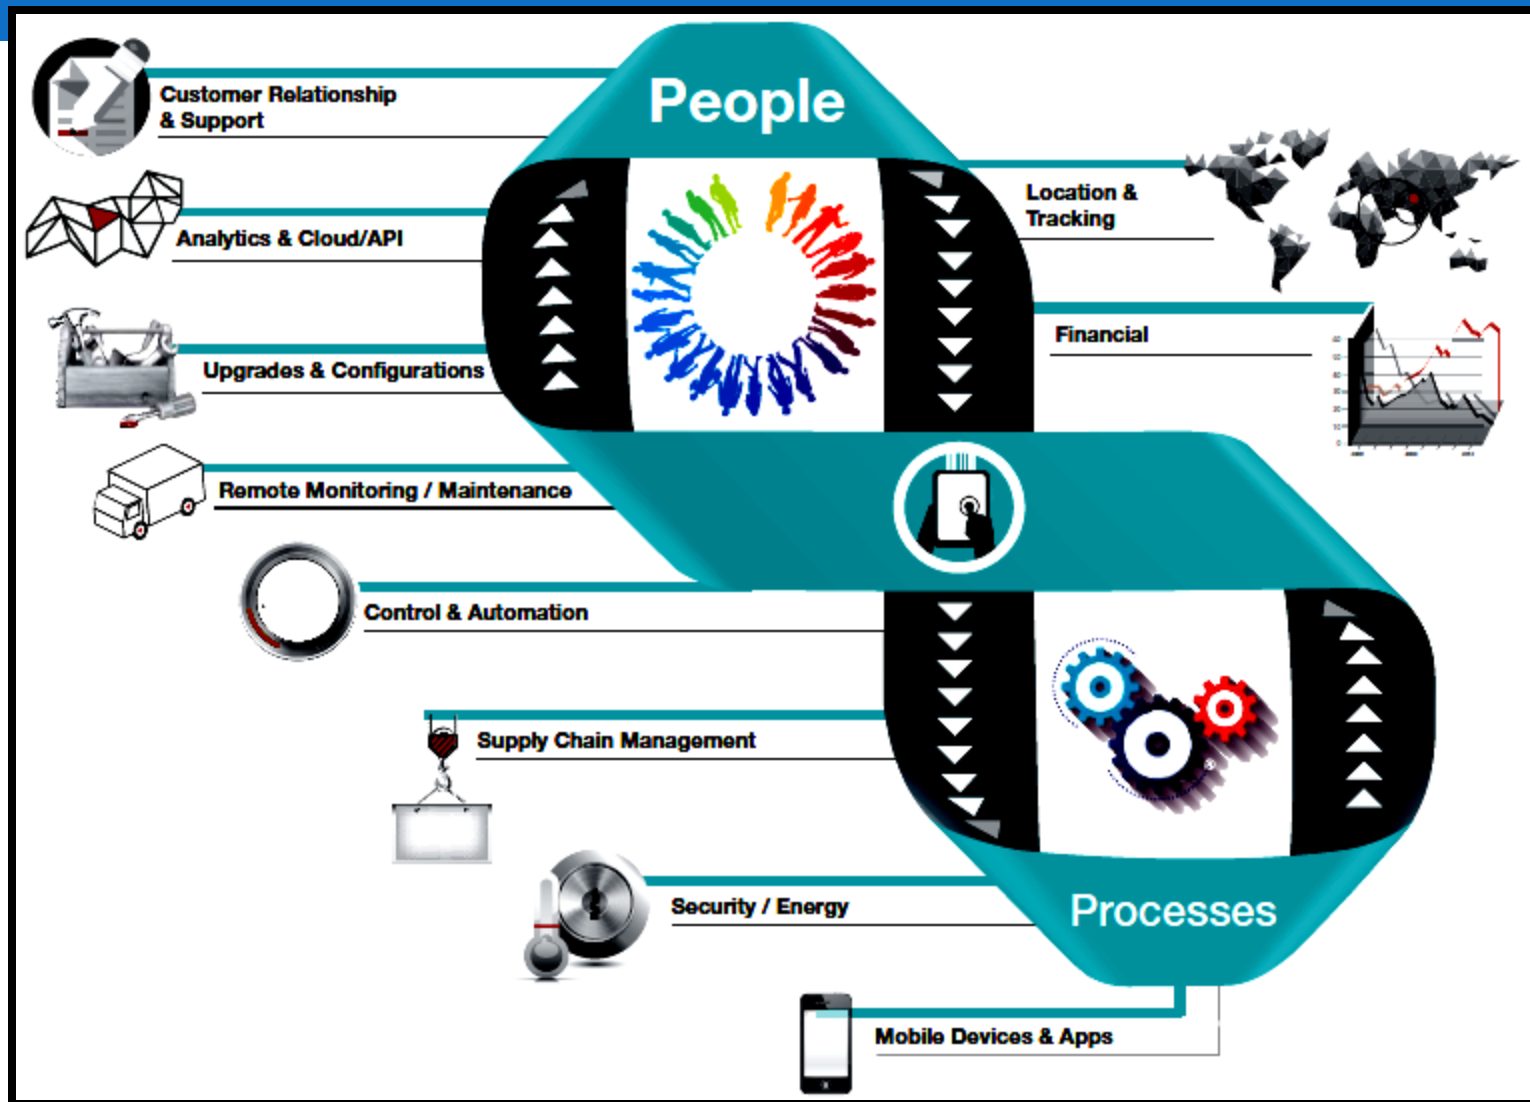 People
Customer Relationship
& Support
Location &
Tracking
Analytics & Cloud/API
Financial
Upgrades & Configurations
Remote Monitoring / Maintenance
Control & Automation
Supply Chain Management
Security / Energy
Processes
Mobile Devices & Apps